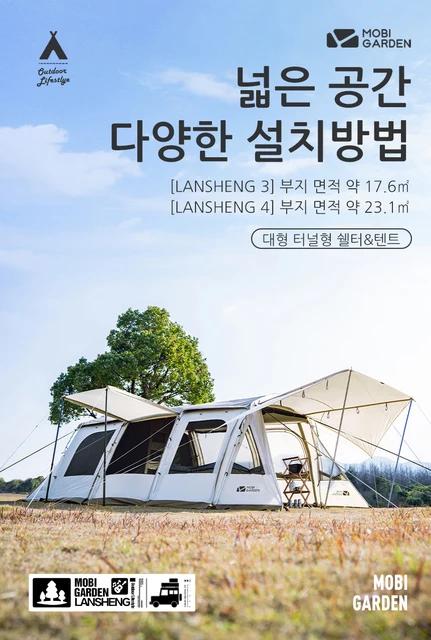 Outdoor
Lifestlye
MOBI
GARDEN
넓은 공간
다양한 설치방법
[LANSHENG 3] 부지 면적 약 17.6㎡
[LANSHENG 4] 부지 면적 약 23.1㎡
대형 터널형 쉘터&텐트
MOBI
GARDEN
MOBI
GARDEN
LANSHENG
MOBI
GARDEN